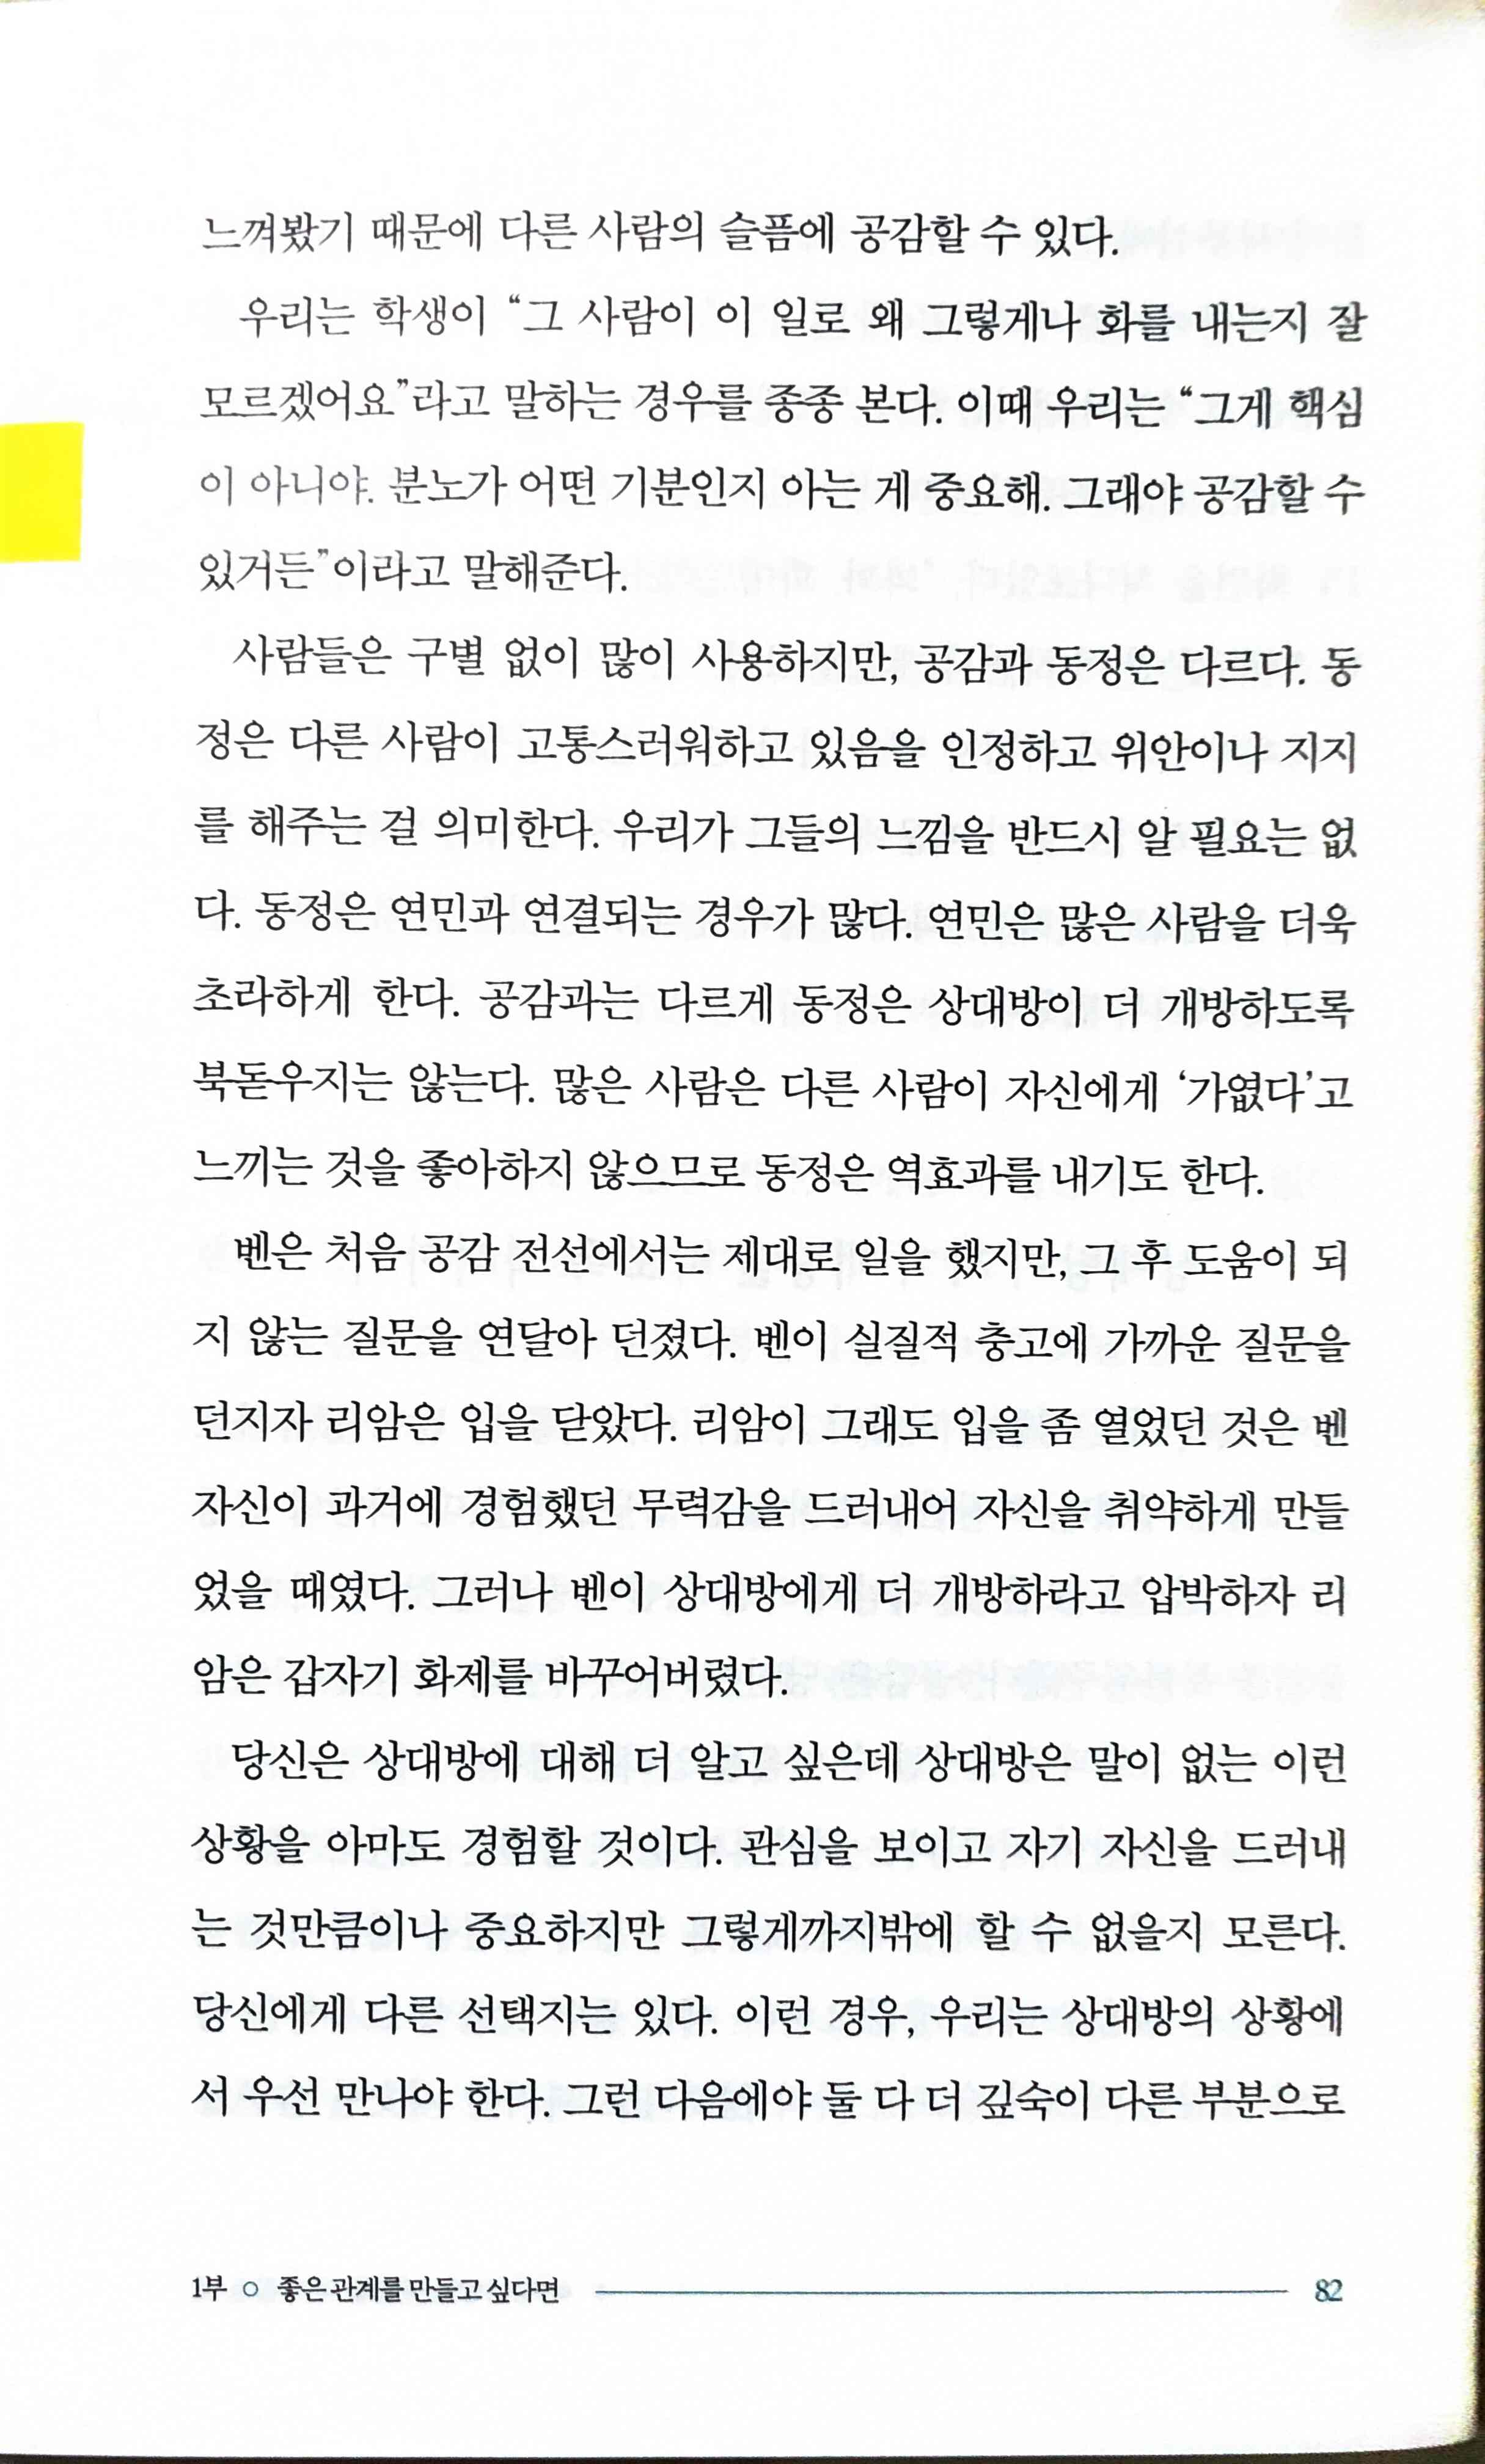 느껴봤기 때문에 다른 사람의 슬픔에 공감할 수 있다.
우리는 학생이 “그 사람이 이 일로 왜 그렇게나 화를 내는지 잘
모르겠어요”라고 말하는 경우를 종종 본다. 이때 우리는 “그게 핵심
이 아니야. 분노가 어떤 기분인지 아는 게 중요해. 그래야 공감할 수
있거든”이라고 말해준다.
사람들은 구별 없이 많이 사용하지만, 공감과 동정은 다르다. 동
정은 다른 사람이 고통스러워하고 있음을 인정하고 위안이나 지지
를 해주는 걸 의미한다. 우리가 그들의 느낌을 반드시 알 필요는 없
다. 동정은 연민과 연결되는 경우가 많다. 연민은 많은 사람을 더욱
초라하게 한다. 공감과는 다르게 동정은 상대방이 더 개방하도록
북돋우지는 않는다. 많은 사람은 다른 사람이 자신에게 ‘가엾다’고
느끼는 것을 좋아하지 않으므로 동정은 역효과를 내기도 한다.
벤은 처음 공감 전선에서는 제대로 일을 했지만, 그 후 도움이 되
지 않는 질문을 연달아 던졌다. 벤이 실질적 충고에 가까운 질문을
던지자 리암은 입을 닫았다. 리암이 그래도 입을 좀 열었던 것은 벤
자신이 과거에 경험했던 무력감을 드러내어 자신을 취약하게 만들
었을 때였다. 그러나 벤이 상대방에게 더 개방하라고 압박하자 리
암은 갑자기 화제를 바꾸어버렸다.
당신은 상대방에 대해 더 알고 싶은데 상대방은 말이 없는 이런
상황을 아마도 경험할 것이다. 관심을 보이고 자기 자신을 드러내
는 것만큼이나 중요하지만 그렇게까지밖에 할 수 없을지 모른다.
당신에게 다른 선택지는 있다. 이런 경우, 우리는 상대방의 상황에
서 우선 만나야 한다. 그런 다음에야 둘 다 더 깊숙이 다른 부분으로
1부 ○ 좋은 관계를 만들고 싶다면 82